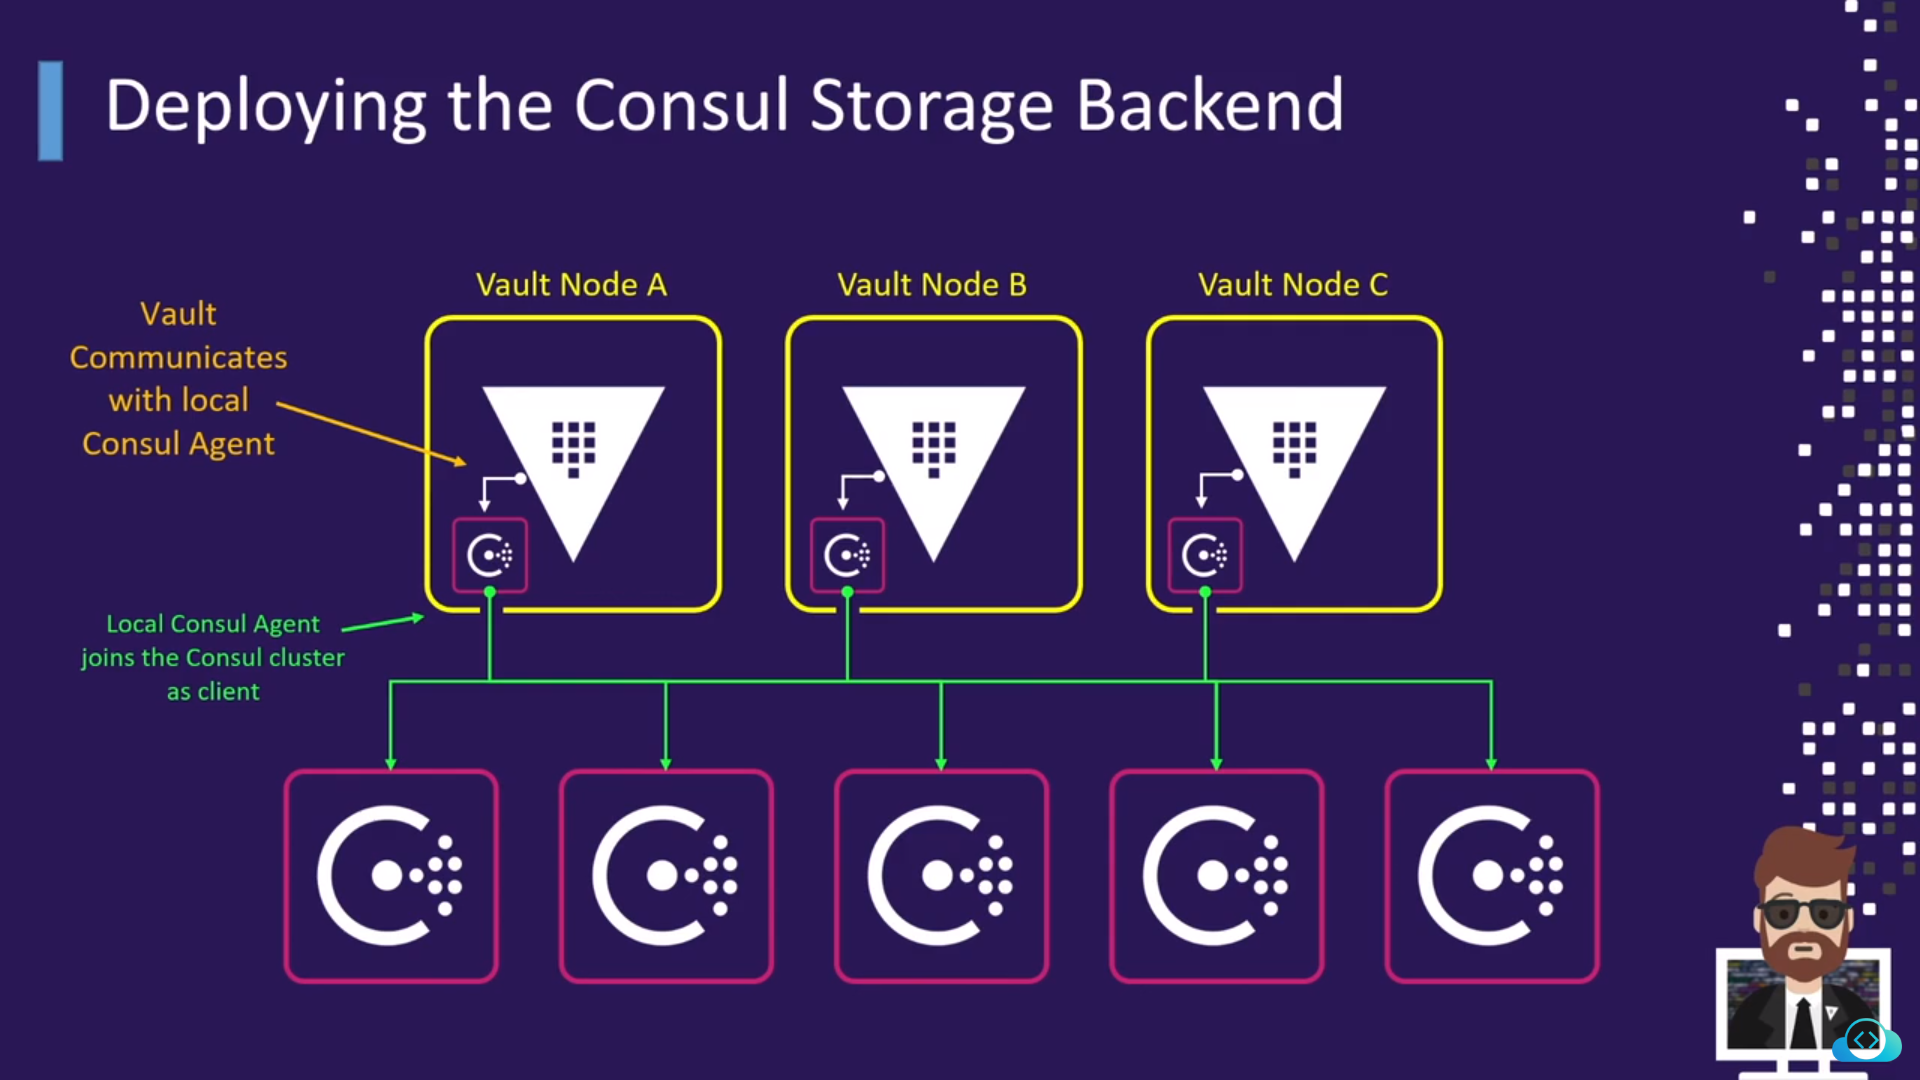 Deploying the Consul Storage Backend
Vault Node A
Vault Node B
Vault Node C
Vault
Communicates
with local
Consul Agent
Local Consul Agent
joins the Consul cluster
as client